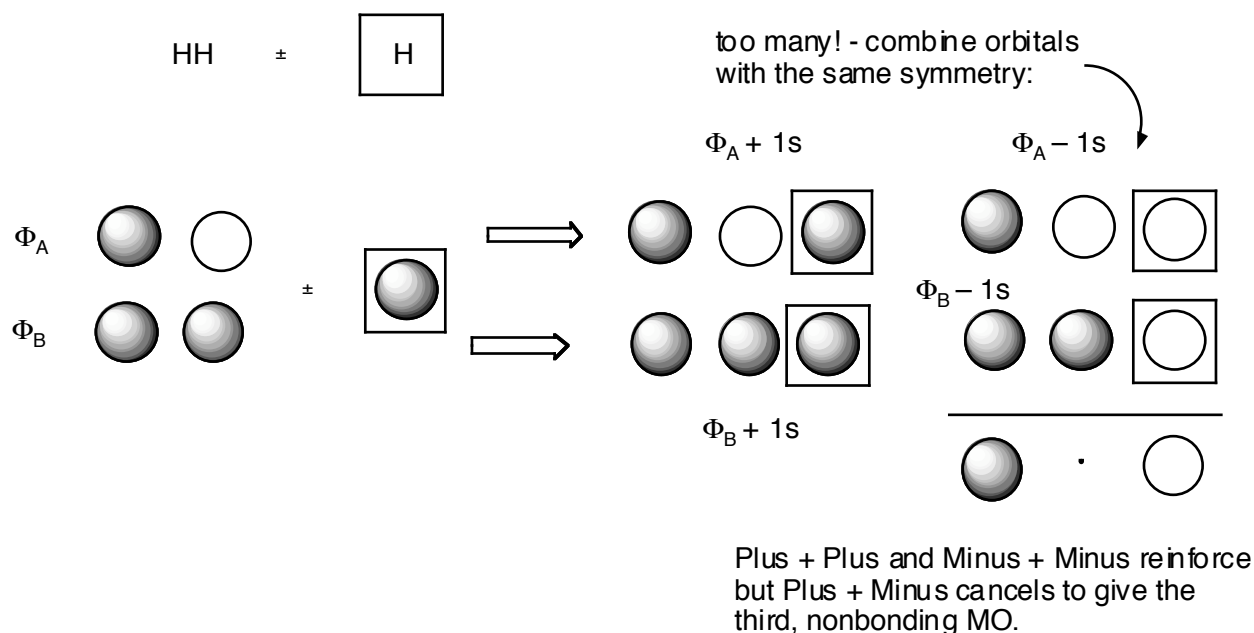 HH ± H
too many! - combine orbitals
with the same symmetry:
ΦA + 1s
ΦA – 1s
ΦA
±
ΦB
ΦB – 1s
ΦB + 1s
Plus + Plus and Minus + Minus reinforce
but Plus + Minus cancels to give the
third, nonbonding MO.